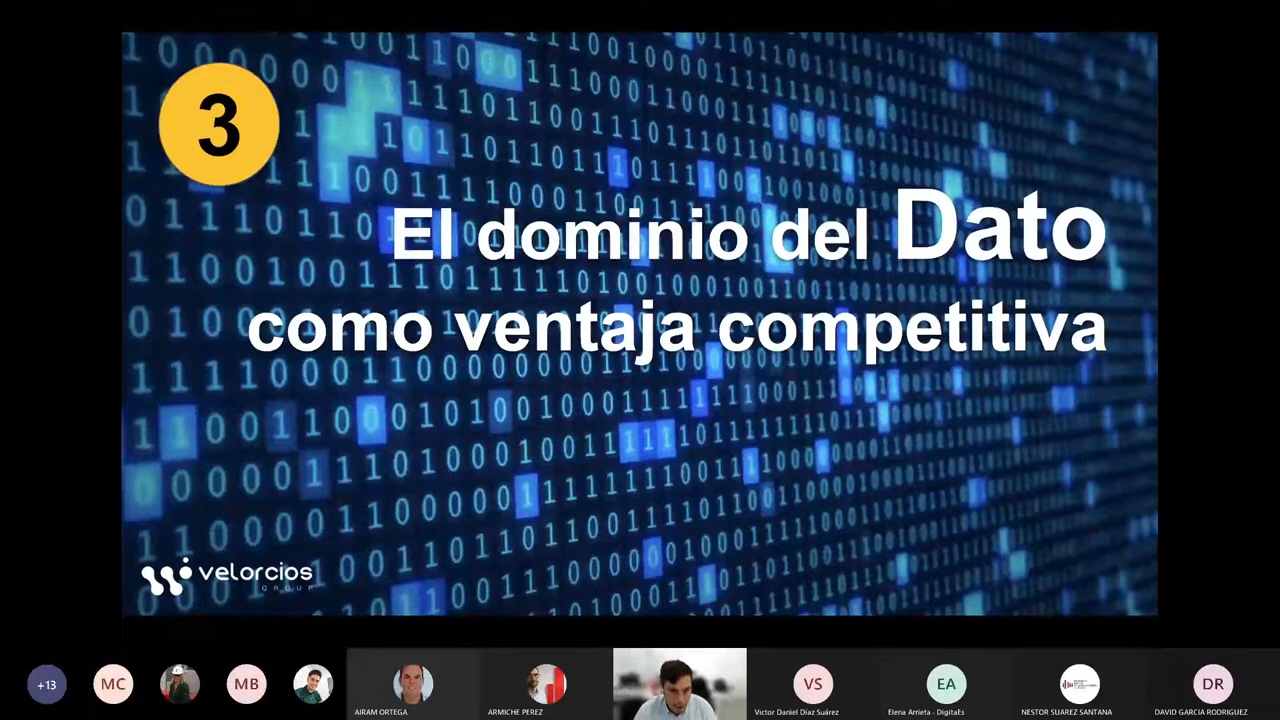 3
El dominio del Dato
como ventaja competitiva
velorcios
GROUP
+13
MC
MB
AIRAM ORTEGA
ARMICHE PEREZ
VS
Victor Daniel Díaz Suárez
EA
Elena Arrieta - DigitalEs
NESTOR SUAREZ SANTANA
DR
DAVID GARCIA RODRIGUEZ